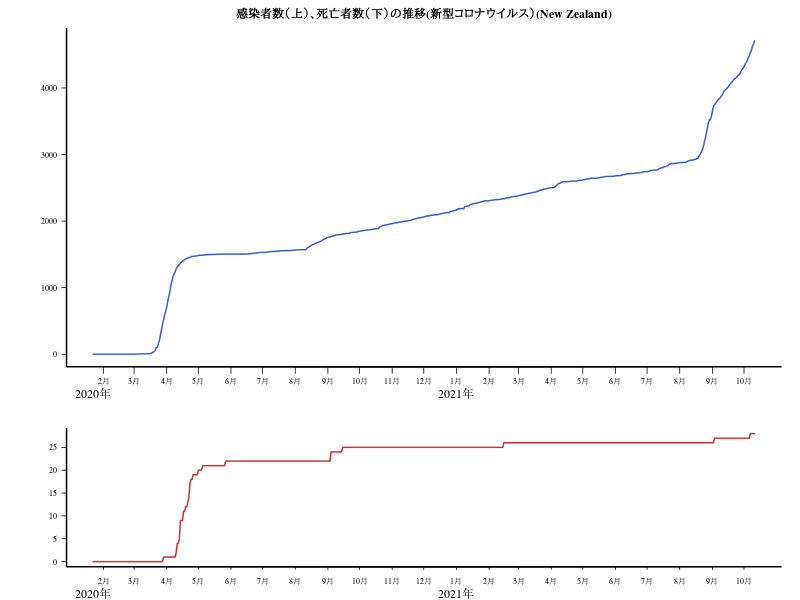 感染者数（上）、死亡者数（下）の推移(新型コロナウイルス）(New Zealand)
4000
3000
2000
1000
0
2月 3月 4月 5月 6月 7月 8月 9月 10月 11月 12月 1月 2月 3月 4月 5月 6月 7月 8月 9月 10月
2020年 2021年
25
20
15
10
5
0
2月 3月 4月 5月 6月 7月 8月 9月 10月 11月 12月 1月 2月 3月 4月 5月 6月 7月 8月 9月 10月
2020年 2021年